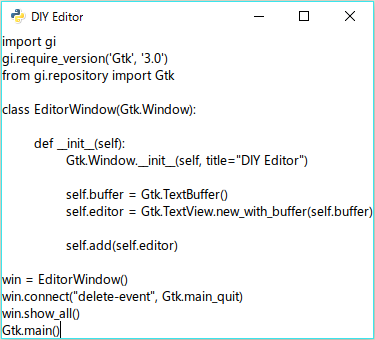 DIY Editor
import gi
gi.require_version('Gtk', '3.0')
from gi.repository import Gtk
class EditorWindow(Gtk.Window):
def __init__(self):
Gtk.Window.__init__(self, title="DIY Editor")
self.buffer = Gtk.TextBuffer()
self.editor = Gtk.TextView.new_with_buffer(self.buffer)
self.add(self.editor)
win = EditorWindow()
win.connect("delete-event", Gtk.main_quit)
win.show_all()
Gtk.main()